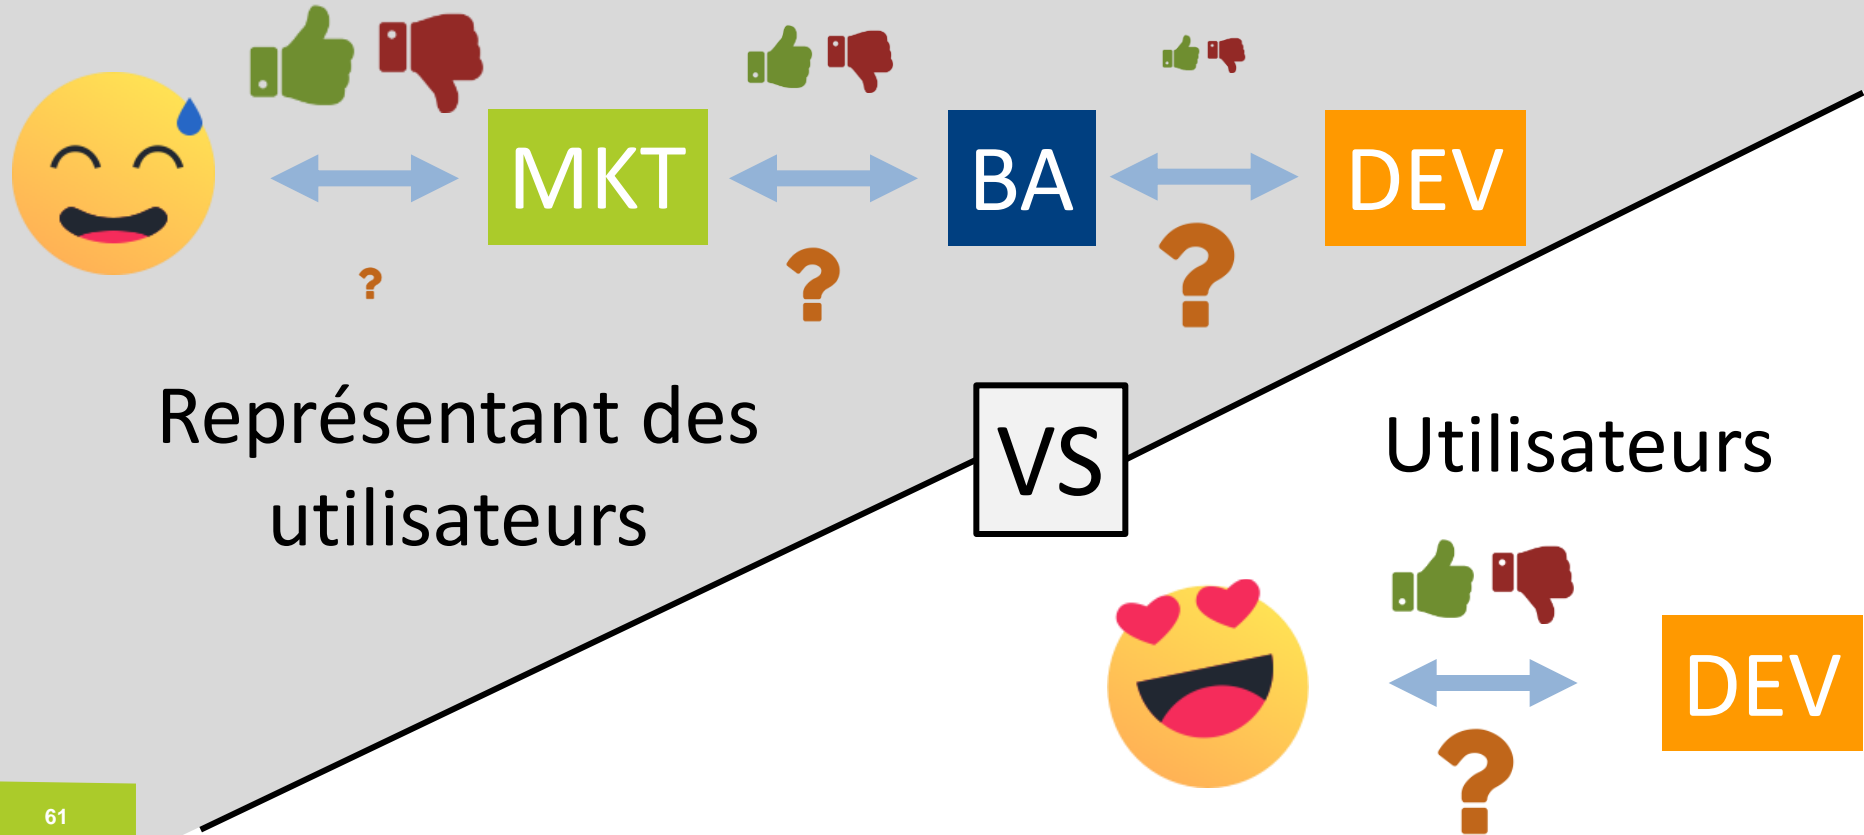 MKT
BA
DEV
Représentant des
utilisateurs
VS
Utilisateurs
DEV
61